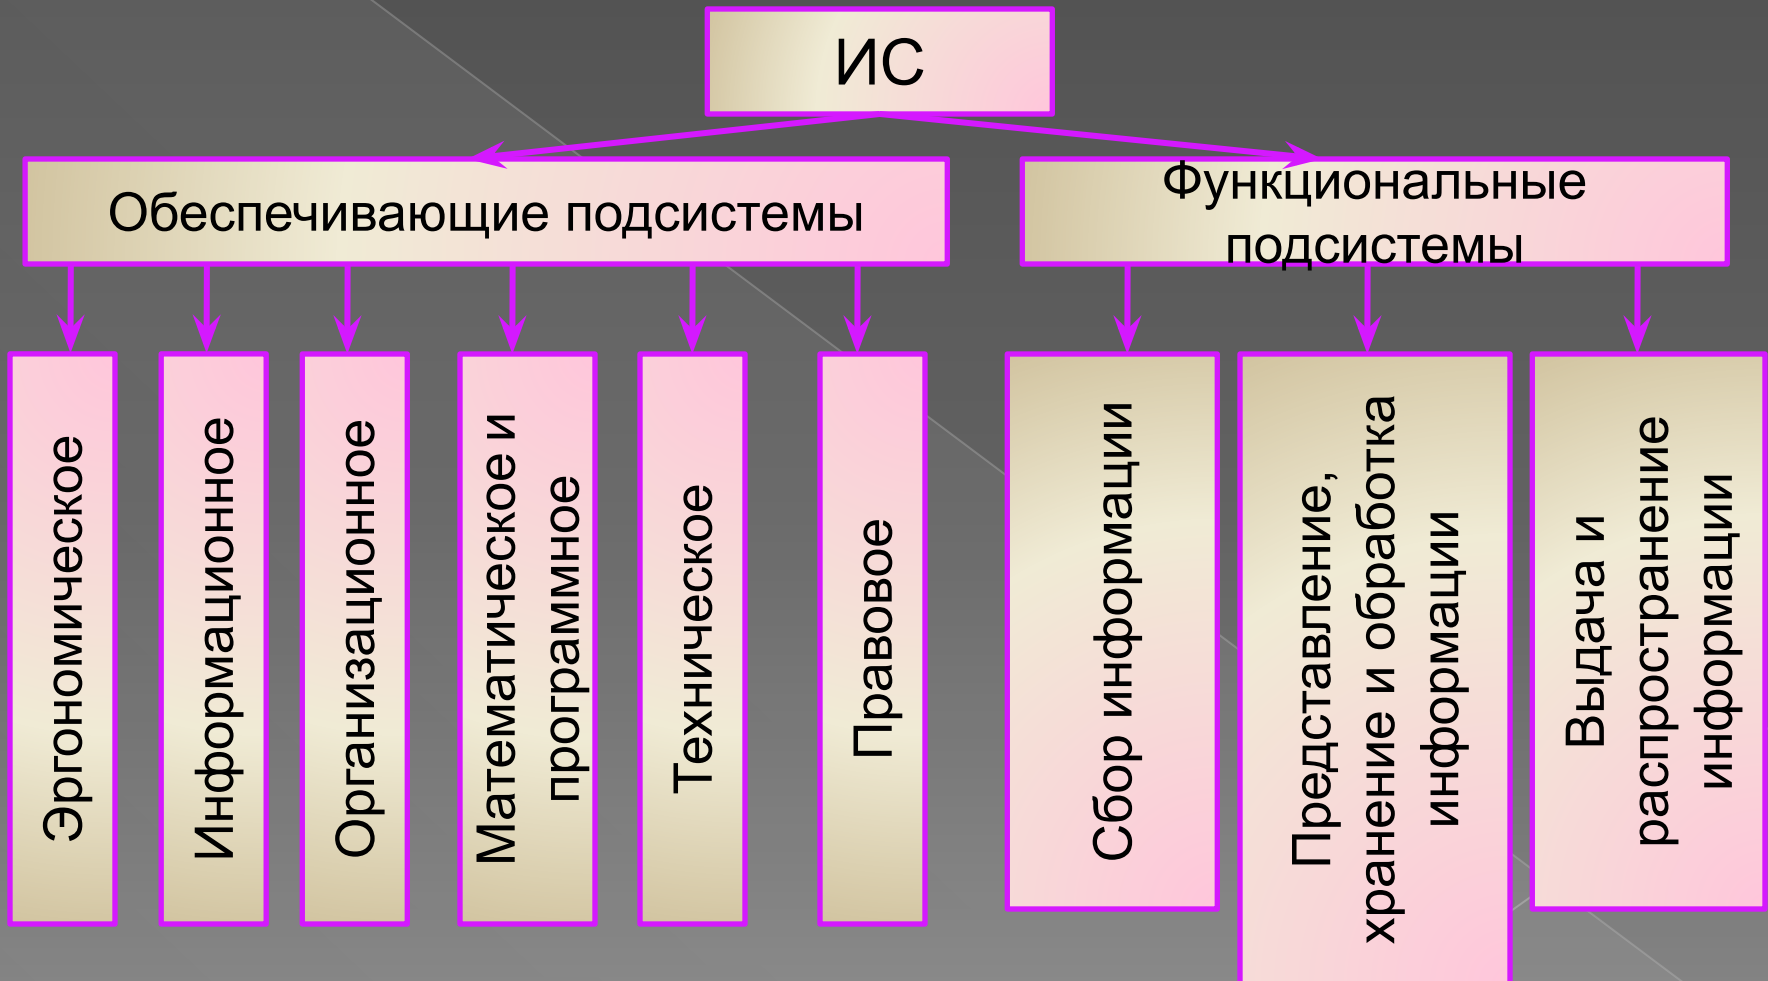 ИС
Обеспечивающие подсистемы
Функциональные
подсистемы
Эргономическое
Информационное
Организационное
Математическое и
программное
Техническое
Правовое
Сбор информации
Представление,
хранение и обработка
информации
Выдача и
распространение
информации